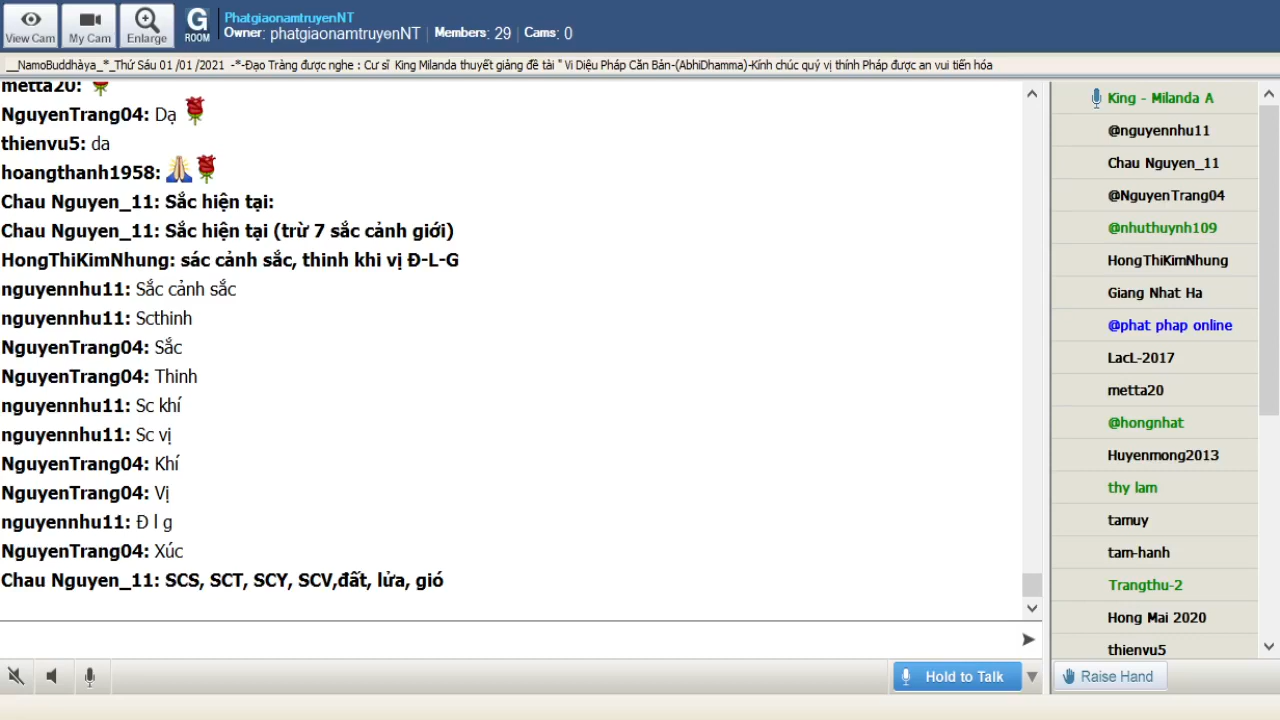 View Cam
My Cam
Enlarge
G
ROOM
PhatgiaonamtruyenNT
Owner: phatgiaonamtruyenNT | Members: 29 | Cams: 0
__NamoBuddhàya_*_Thứ Sáu 01 /01 /2021 -*-Đạo Tràng được nghe : Cư sĩ King Milanda thuyết giảng đề tài " Vi Diệu Pháp Căn Bản-(AbhiDhamma)-Kính chúc quý vị thính Pháp được an vui tiến hóa
metta20:
NguyenTrang04: Dạ
thienvu5: da
hoangthanh1958:
Chau Nguyen_11: Sắc hiện tại:
Chau Nguyen_11: Sắc hiện tại (trừ 7 sắc cảnh giới)
HongThiKimNhung: sác cảnh sắc, thinh khi vị Đ-L-G
nguyennhu11: Sắc cảnh sắc
nguyennhu11: Scthinh
NguyenTrang04: Sắc
NguyenTrang04: Thinh
nguyennhu11: Sc khí
nguyennhu11: Sc vị
NguyenTrang04: Khí
NguyenTrang04: Vị
nguyennhu11: Đ l g
NguyenTrang04: Xúc
Chau Nguyen_11: SCS, SCT, SCY, SCV,đất, lửa, gió
King - Milanda A
@nguyennhu11
Chau Nguyen_11
@NguyenTrang04
@nhuthuynh109
HongThiKimNhung
Giang Nhat Ha
@phat phap online
LacL-2017
metta20
@hongnhat
Huyenmong2013
thy lam
tamuy
tam-hanh
Trangthu-2
Hong Mai 2020
thienvu5
Hold to Talk
Raise Hand